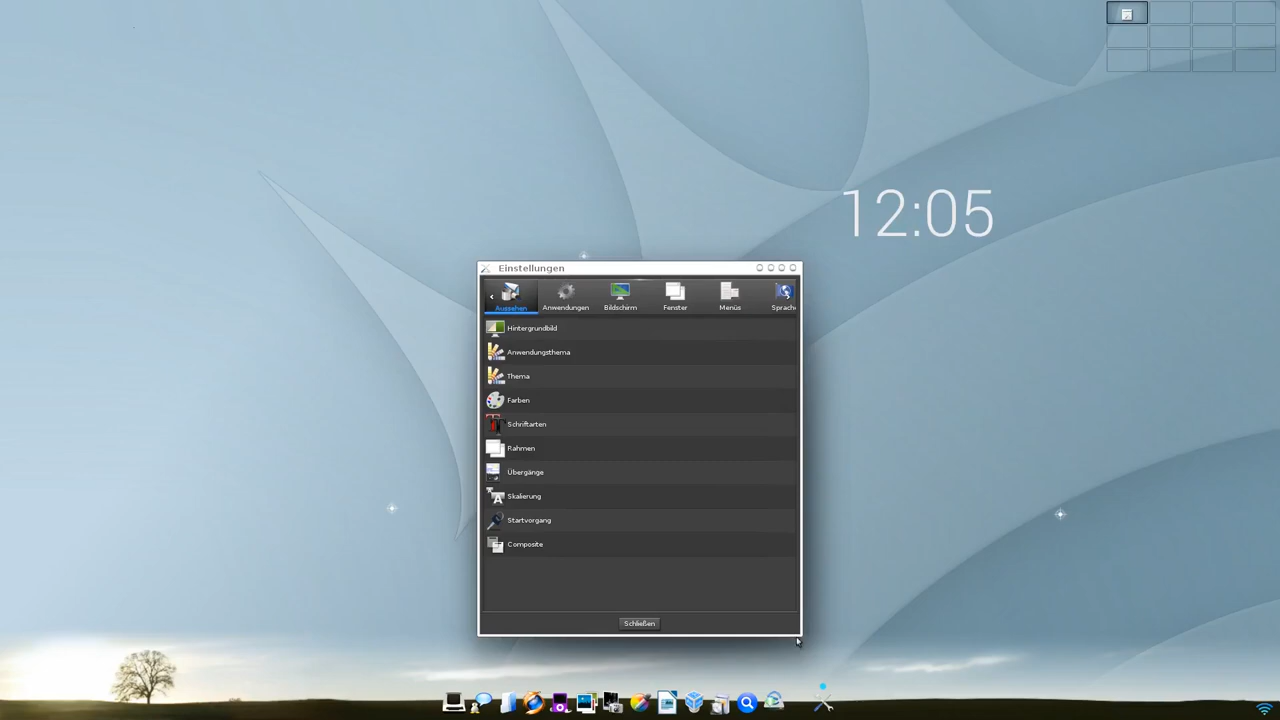 12:05
Einstellungen
Aussehen
Anwendungen
Bildschirm
Fenster
Menüs
Sprache
Hintergrundbild
Anwendungsthema
Thema
Farben
Schriftarten
Rahmen
Übergänge
Skalierung
Startvorgang
Composite
Schließen